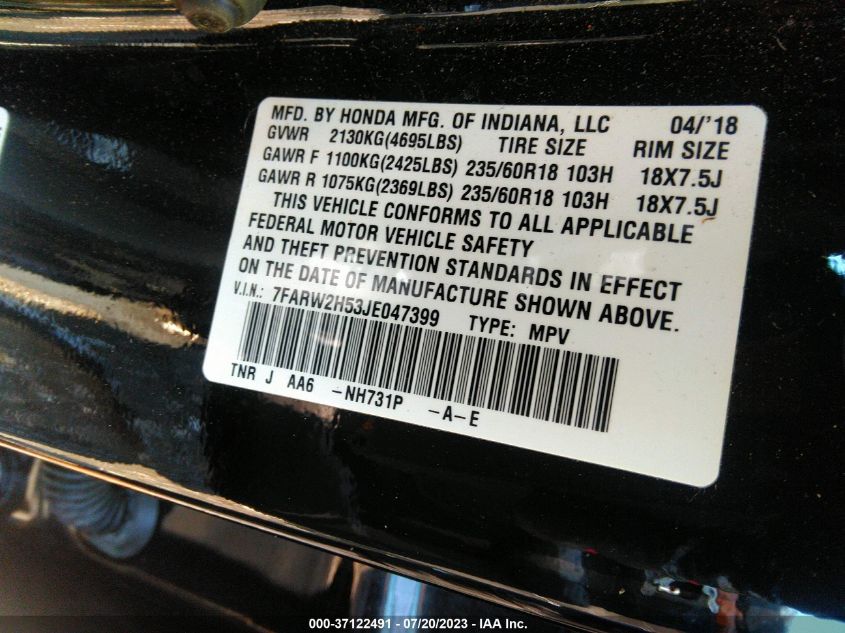 MFD. BY HONDA MFG. OF INDIANA, LLC 04/'18
GVWR 2130KG(4695LBS) TIRE SIZE RIM SIZE
GAWR F 1100KG(2425LBS) 235/60R18 103H 18X7.5J
GAWR R 1075KG(2369LBS) 235/60R18 103H 18X7.5J
THIS VEHICLE CONFORMS TO ALL APPLICABLE
FEDERAL MOTOR VEHICLE SAFETY
AND THEFT PREVENTION STANDARDS IN EFFECT
ON THE DATE OF MANUFACTURE SHOWN ABOVE.
V.I.N.: 7FARW2H53JE047399 TYPE: MPV
TNR J AA6 -NH731P -A-E
000-37122491 - 07/20/2023 - IAA Inc.